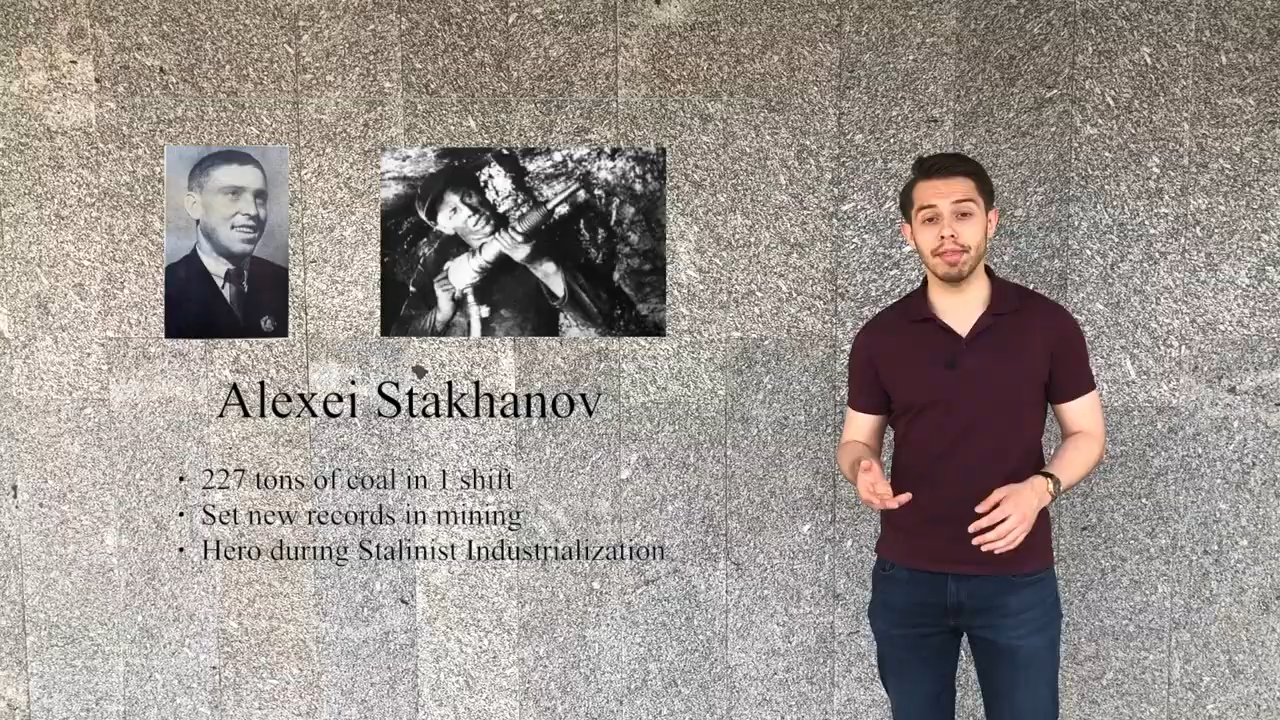 Alexei Stakhanov
• 227 tons of coal in 1 shift
• Set new records in mining
• Hero during Stalinist Industrialization